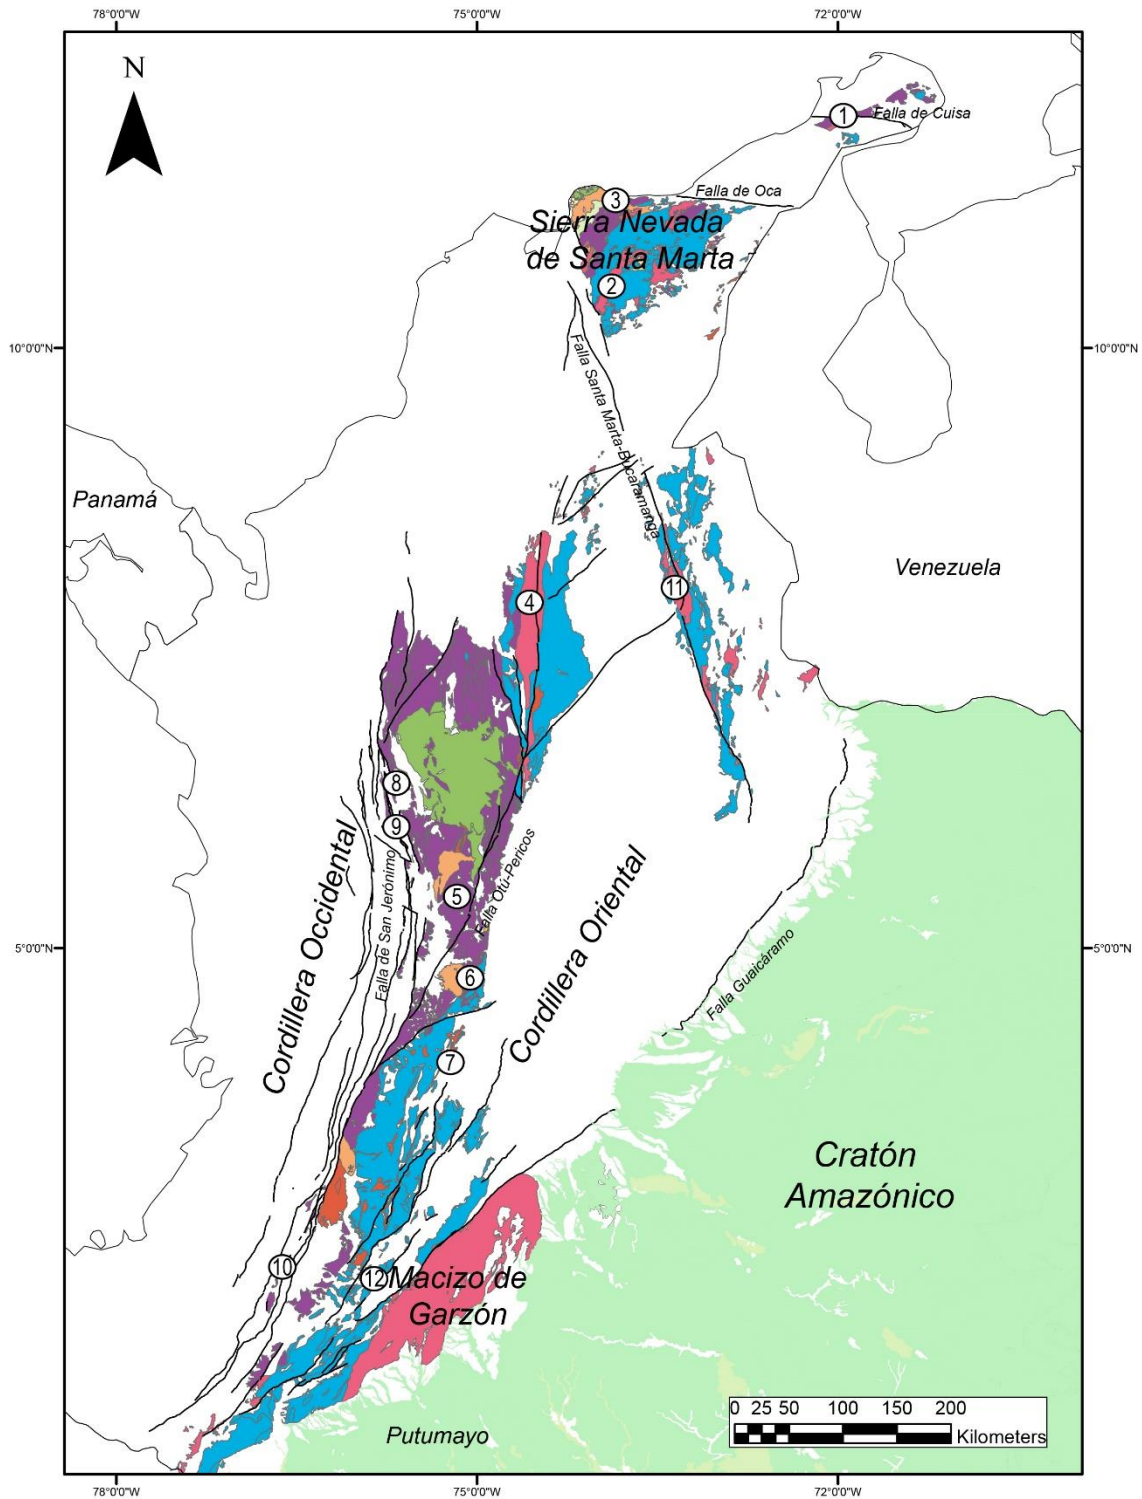 78°0'0"W
75°0'0"W
72°0'0"W
N
1
Falla de Cuisa
Falla de Oca
3
Sierra Nevada
de Santa Marta
2
10°0'0"N
10°0'0"N
Falla Santa Marta-Bucaramanga
Panamá
Venezuela
4
11
8
9
Cordillera Occidental
Falla de San Jerónimo
5
Falla Otú-Pericos
Cordillera Oriental
5°0'0"N
5°0'0"N
Falla Guaicáramo
6
7
Cratón
Amazónico
10
12
Macizo de
Garzón
Putumayo
0 25 50 100 150 200
Kilometers
78°0'0"W
75°0'0"W
72°0'0"W